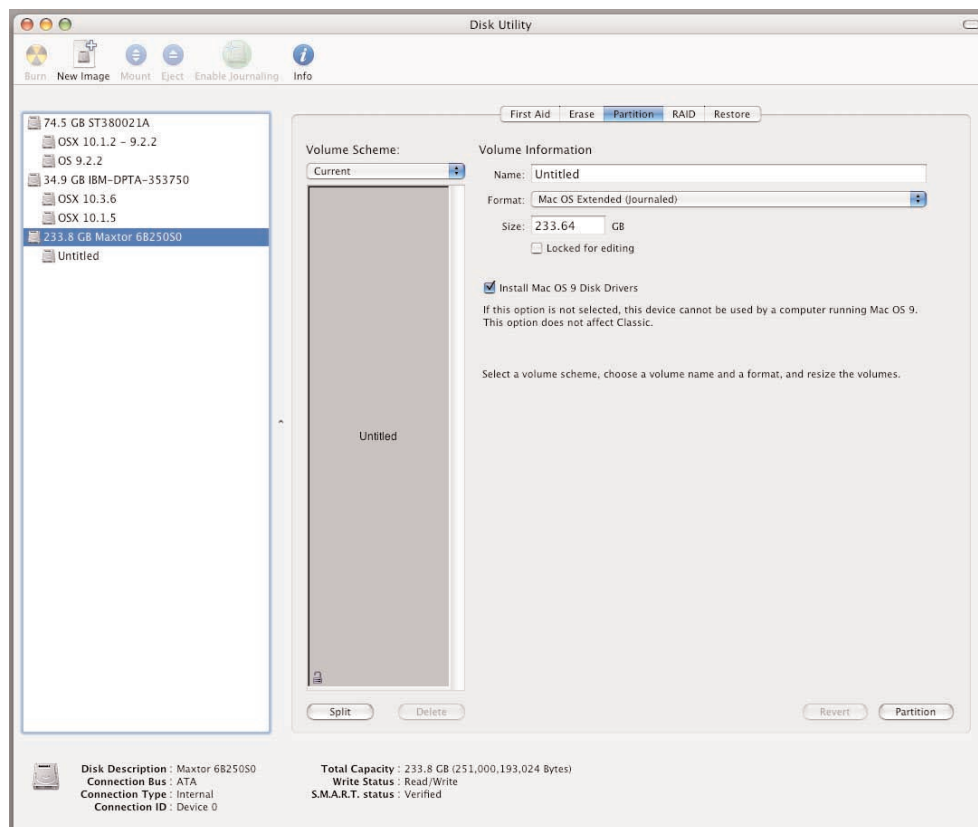 Disk Utility
Burn New Image Mount Eject Enable Journaling Info
74.5 GB ST380021A
OSX 10.1.2 - 9.2.2
OS 9.2.2
34.9 GB IBM-DPTA-353750
OSX 10.3.6
OSX 10.1.5
233.8 GB Maxtor 6B250S0
Untitled
First Aid Erase Partition RAID Restore
Volume Scheme:
Current
Untitled
Split Delete
Volume Information
Name: Untitled
Format: Mac OS Extended (Journaled)
Size: 233.64 GB
Locked for editing
Install Mac OS 9 Disk Drivers
If this option is not selected, this device cannot be used by a computer running Mac OS 9.
This option does not affect Classic.
Select a volume scheme, choose a volume name and a format, and resize the volumes.
Revert Partition
Disk Description : Maxtor 6B250S0
Connection Bus : ATA
Connection Type : Internal
Connection ID : Device 0
Total Capacity : 233.8 GB (251,000,193,024 Bytes)
Write Status : Read/Write
S.M.A.R.T. status : Verified